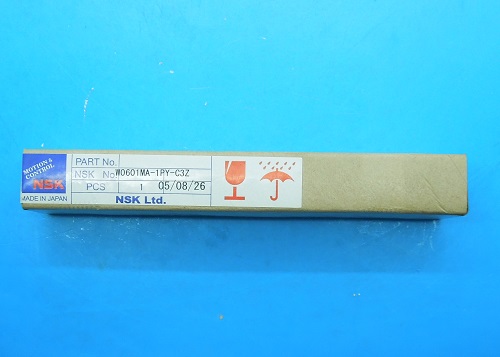 MOTION & CONTROL
NSK
MADE IN JAPAN
PART No.
NSK No W0601MA-1PY-C3Z
PCS 1 05/08/26
NSK Ltd.